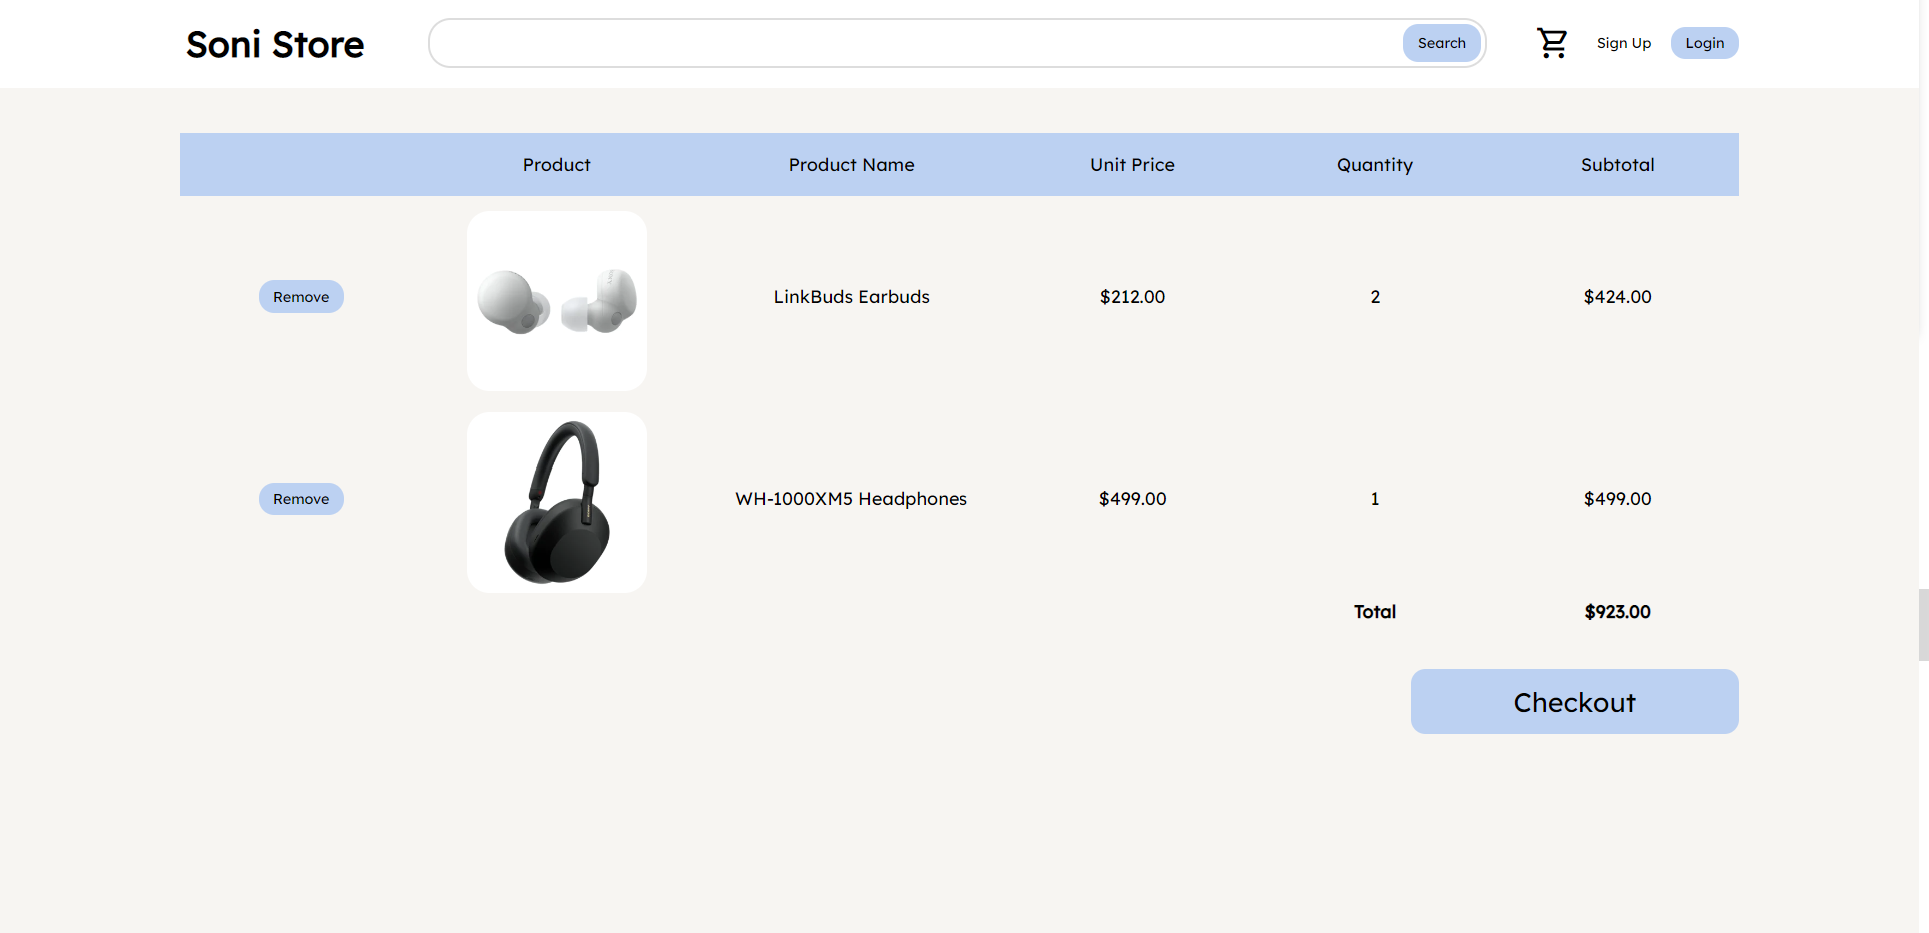 Soni Store
Search
Sign Up
Login
Product
Product Name
Unit Price
Quantity
Subtotal
Remove
LinkBuds Earbuds
$212.00
2
$424.00
Remove
WH-1000XM5 Headphones
$499.00
1
$499.00
Total
$923.00
Checkout